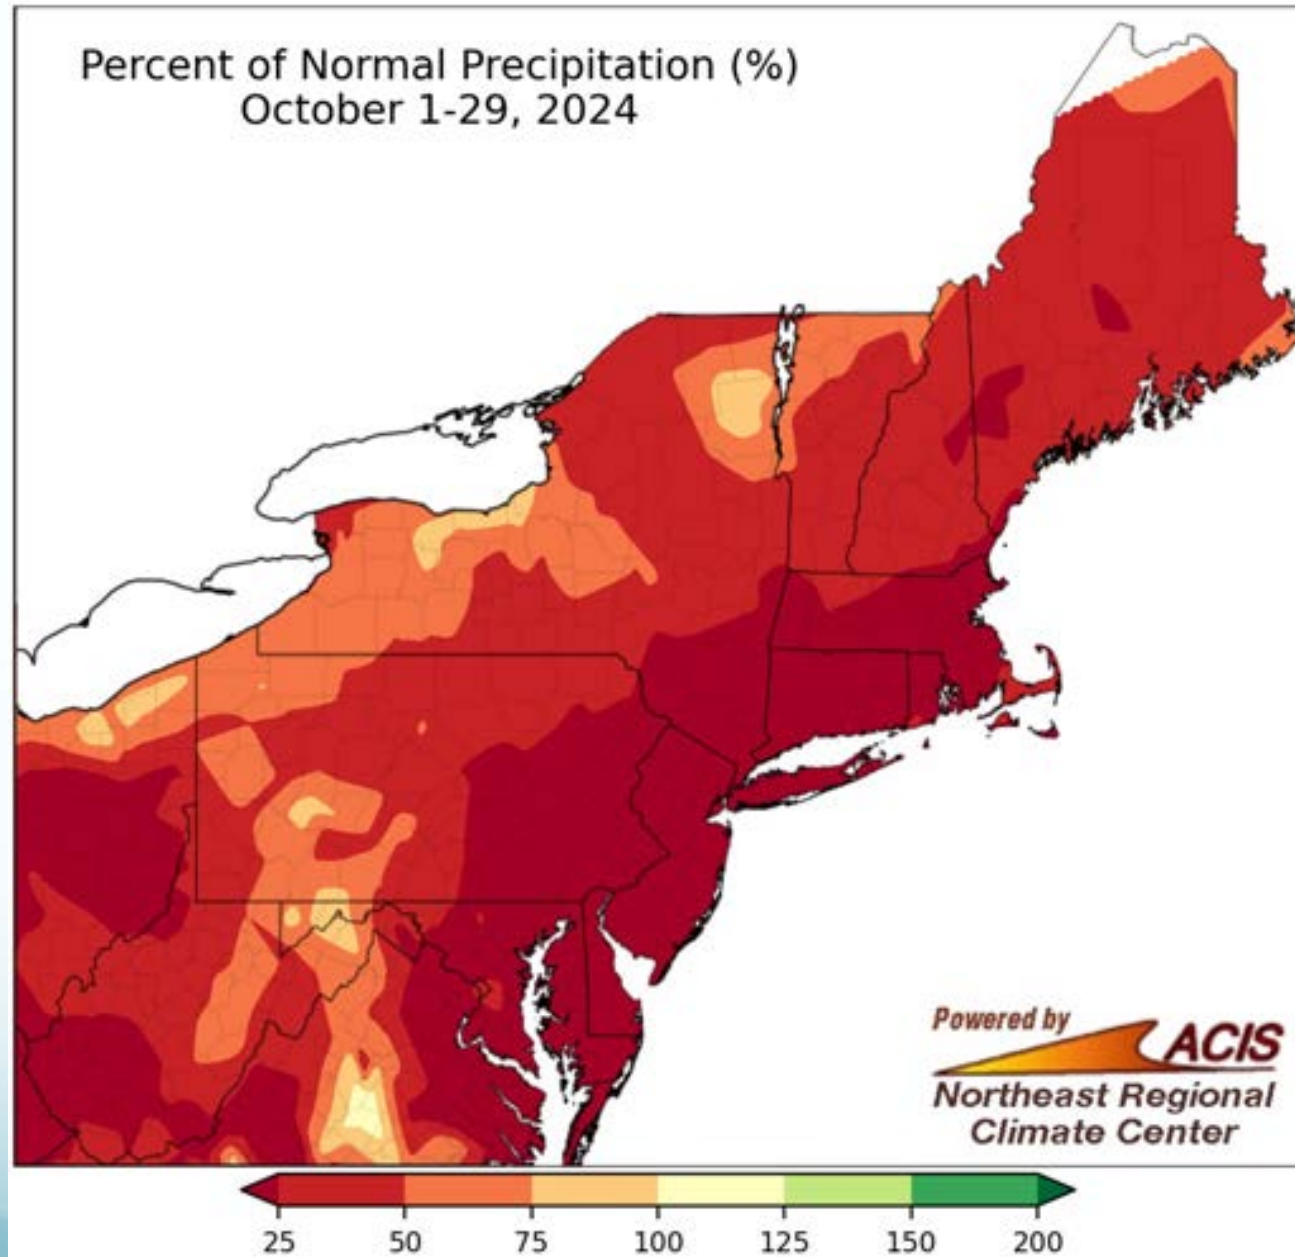 Percent of Normal Precipitation (%)
October 1-29, 2024
Powered by
ACIS
Northeast Regional
Climate Center
25 50 75 100 125 150 200